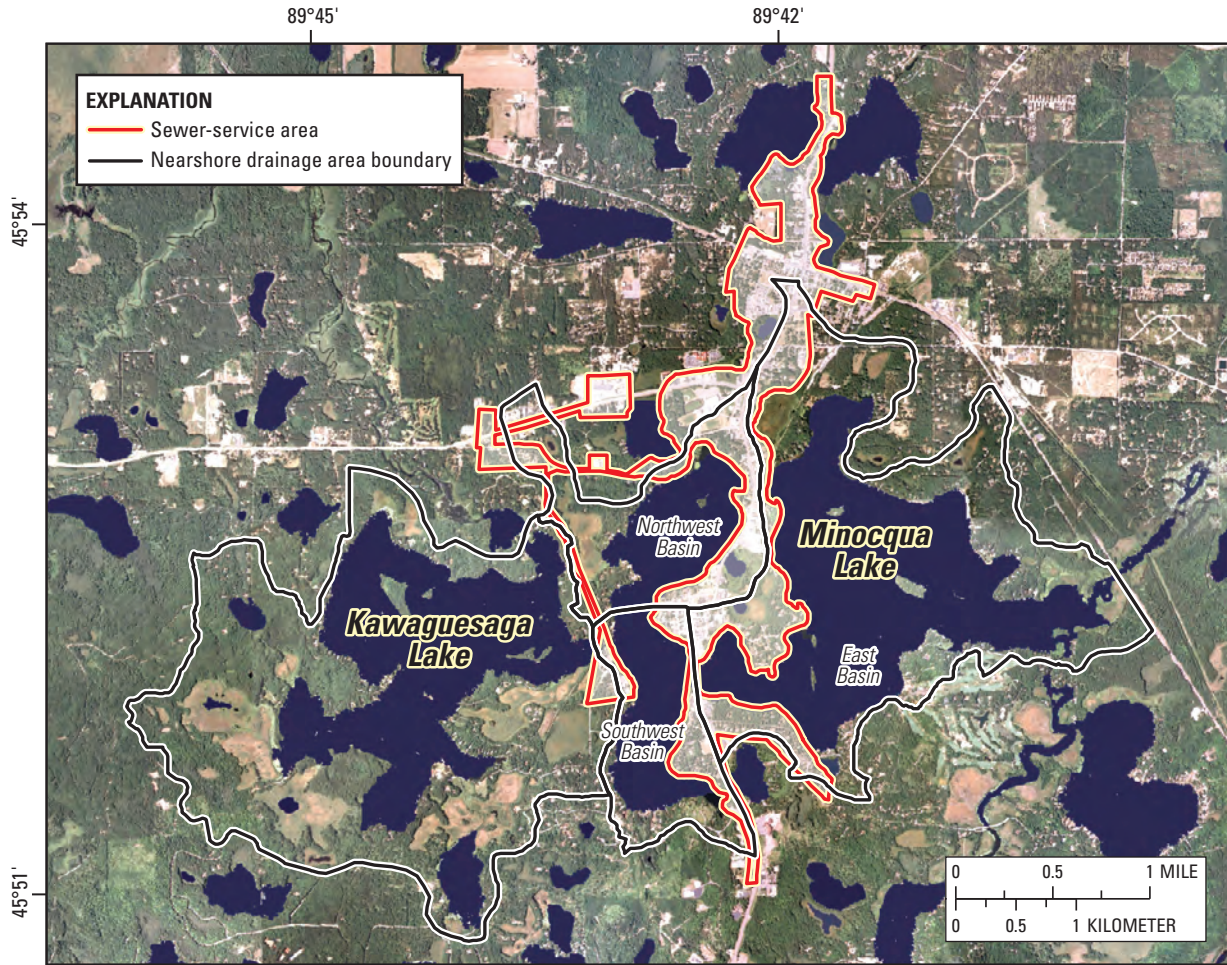 89°45'
89°42'
EXPLANATION
Sewer-service area
Nearshore drainage area boundary
45°54'
Northwest
Basin
Minocqua
Lake
Kawaguesaga
Lake
East
Basin
Southwest
Basin
45°51'
0 0.5 1 MILE
0 0.5 1 KILOMETER